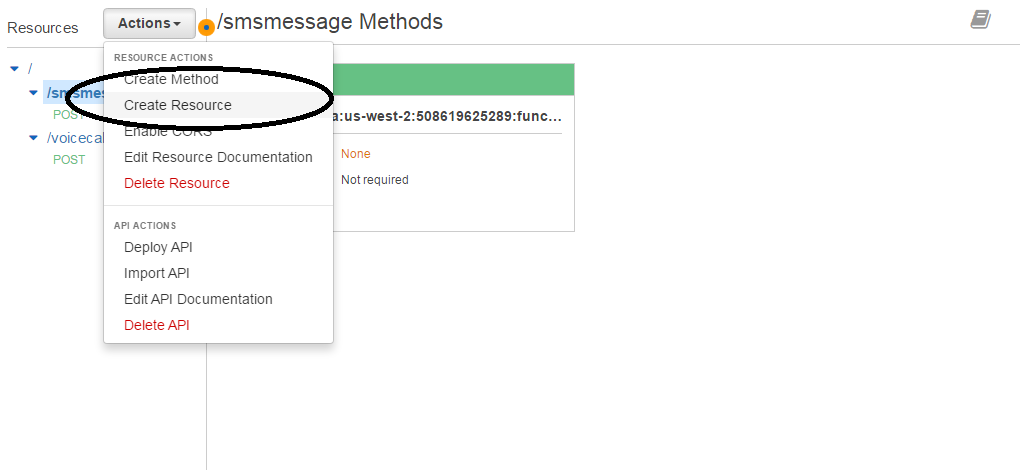 Resources
Actions
/smsmessage Methods
/
/smsmes
POST
/voicecal
POST
RESOURCE ACTIONS
Create Method
Create Resource
Enable CORS
Edit Resource Documentation
Delete Resource
API ACTIONS
Deploy API
Import API
Edit API Documentation
Delete API
a:us-west-2:508619625289:func...
None
Not required